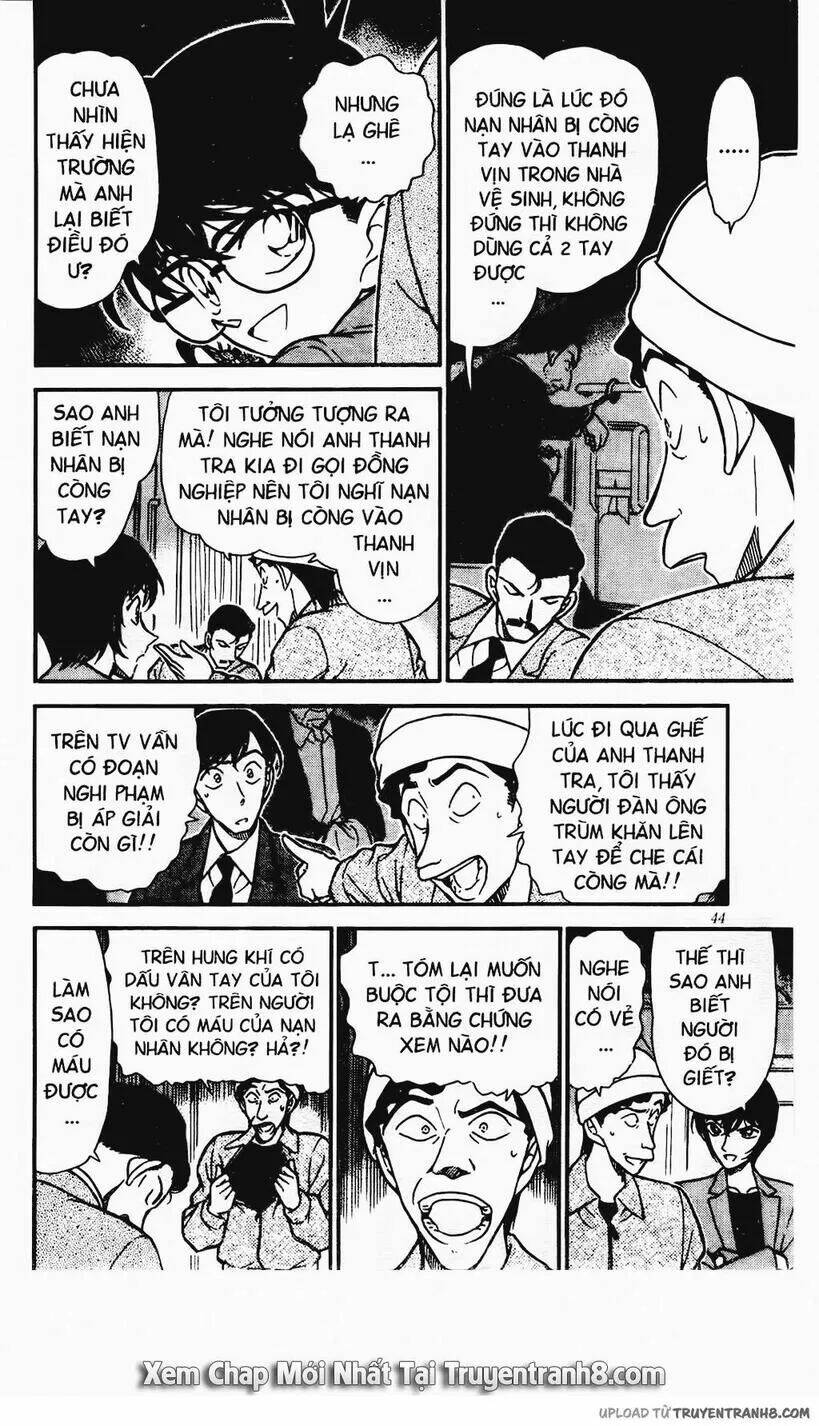 ......
ĐÚNG LÀ LÚC ĐÓ
NẠN NHÂN BỊ CÒNG
TAY VÀO THANH
VỊN TRONG NHÀ
VỆ SINH, KHÔNG
ĐỨNG THÌ KHÔNG
DÙNG CẢ 2 TAY
ĐƯỢC
...
NHƯNG
LẠ GHÊ
...
CHƯA
NHÌN
THẤY HIỆN
TRƯỜNG
MÀ ANH
LẠI BIẾT
ĐIỀU ĐÓ
Ư?
TÔI TƯỞNG TƯỢNG RA
MÀ! NGHE NÓI ANH THANH
TRA KIA ĐI GỌI ĐỒNG
NGHIỆP NÊN TÔI NGHĨ NẠN
NHÂN BỊ CÒNG VÀO
THANH
VỊN
...
SAO ANH
BIẾT NẠN
NHÂN BỊ
CÒNG
TAY?
LÚC ĐI QUA GHẾ
CỦA ANH THANH
TRA, TÔI THẤY
NGƯỜI ĐÀN ÔNG
TRÙM KHĂN LÊN
TAY ĐỂ CHE CÁI
CÒNG MÀ!!
TRÊN TV VẪN
CÓ ĐOẠN
NGHI PHẠM
BỊ ÁP GIẢI
CÒN GÌ!!
44
THẾ THÌ
SAO ANH
BIẾT
NGƯỜI
ĐÓ BỊ
GIẾT?
NGHE
NÓI
CÓ VẺ
...
T... TÓM LẠI MUỐN
BUỘC TỘI THÌ ĐƯA
RA BẰNG CHỨNG
XEM NÀO!!
TRÊN HUNG KHÍ CÓ
DẤU VÂN TAY CỦA TÔI
KHÔNG? TRÊN NGƯỜI
TÔI CÓ MÁU CỦA NẠN
NHÂN KHÔNG? HẢ?!
LÀM
SAO
CÓ
MÁU
ĐƯỢC
...
Xem Chap Mới Nhất Tại Truyentranh8.com
UPLOAD TỪ TRUYENTRANH8.COM